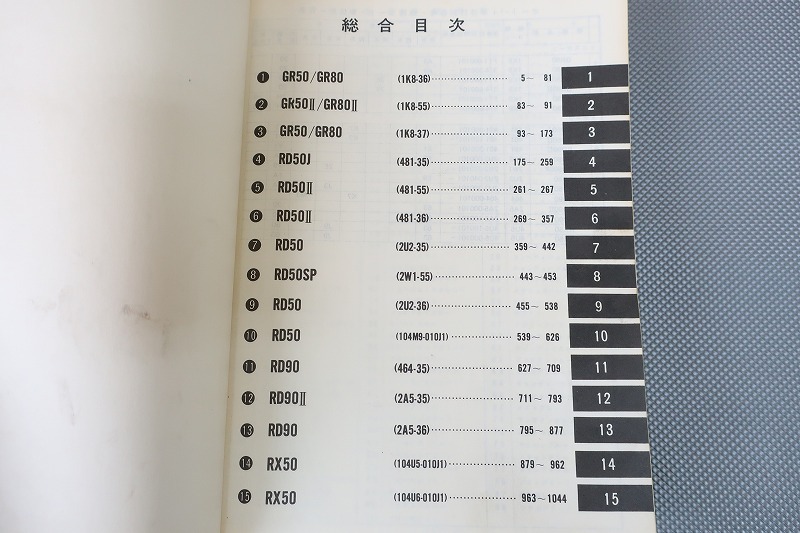 総合目次
❶ GR50/GR80 (1K8-36) 5~ 81 1
❷ GR50Ⅱ/GR80Ⅱ (1K8-55) 83~ 91 2
❸ GR50/GR80 (1K8-37) 93~ 173 3
❹ RD50J (481-35) 175~ 259 4
❺ RD50Ⅱ (481-55) 261~ 267 5
❻ RD50Ⅱ (481-36) 269~ 357 6
❼ RD50 (2U2-35) 359~ 442 7
❽ RD50SP (2W1-55) 443~453 8
❾ RD50 (2U2-36) 455~ 538 9
❿ RD50 (104M9-010J1) 539~ 626 10
⓫ RD90 (464-35) 627~ 709 11
⓬ RD90Ⅱ (2A5-35) 711~ 793 12
⓭ RD90 (2A5-36) 795~ 877 13
⓮ RX50 (104U5-010J1) 879~ 962 14
⓯ RX50 (104U6-010J1) 963~1044 15